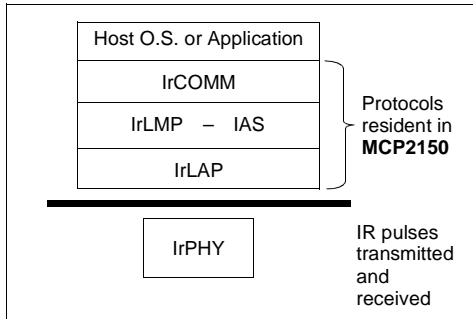 Host O.S. or Application
IrCOMM
IrLMP – IAS
IrLAP
Protocols
resident in
MCP2150
IrPHY
IR pulses
transmitted
and
received